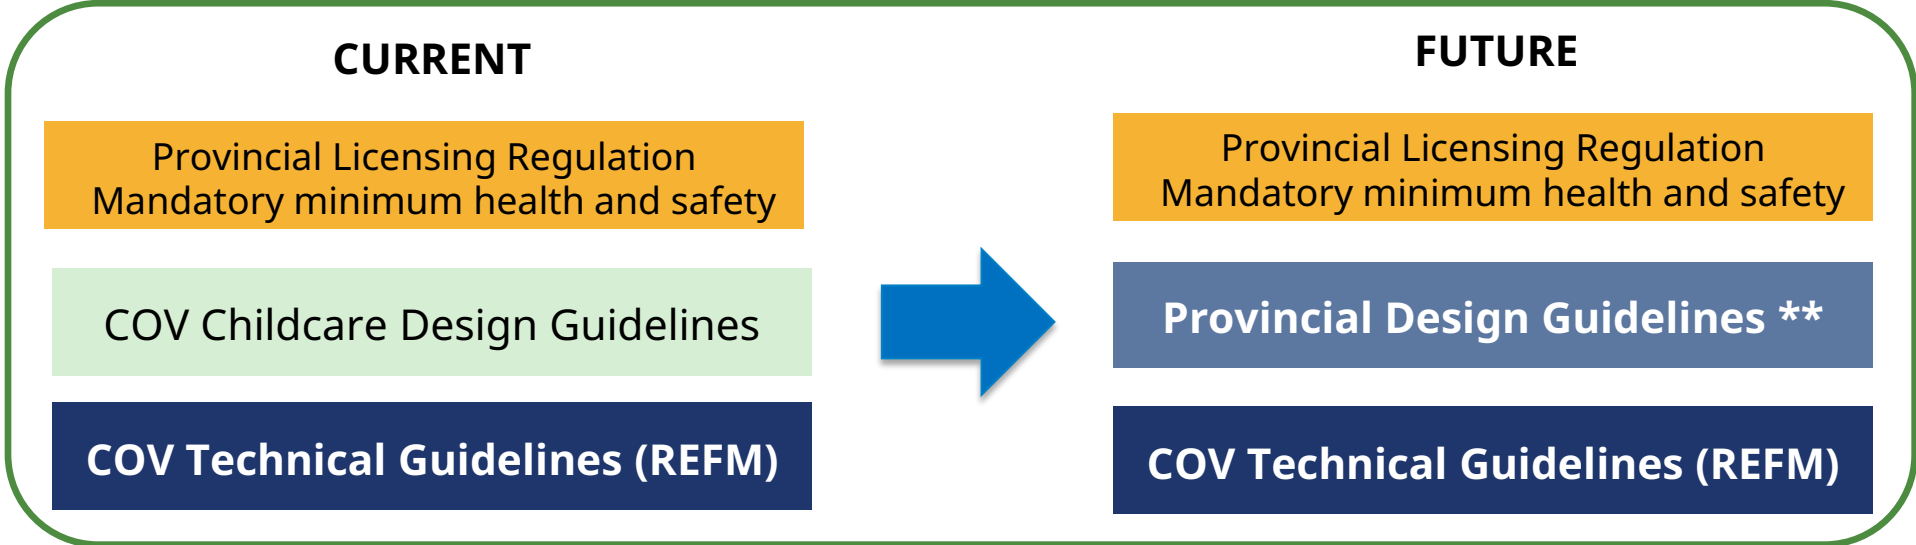 CURRENT
Provincial Licensing Regulation
Mandatory minimum health and safety
COV Childcare Design Guidelines
COV Technical Guidelines (REFM)
FUTURE
Provincial Licensing Regulation
Mandatory minimum health and safety
Provincial Design Guidelines **
COV Technical Guidelines (REFM)